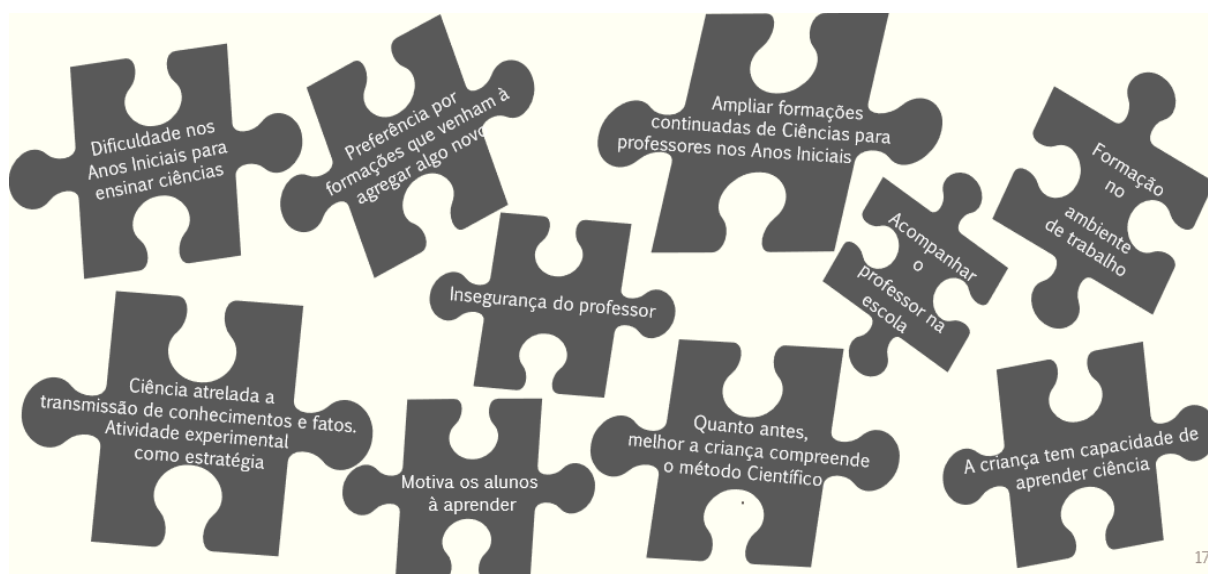 Dificuldade nos
Anos Iniciais para
ensinar ciências
Preferência por
formações que venham à
agregar algo novo
Ampliar formações
continuadas de Ciências para
professores nos Anos Iniciais
Formação
no
ambiente
de trabalho
Acompanhar
o
professor na
escola
Insegurança do professor
Ciência atrelada a
transmissão de conhecimentos e fatos.
Atividade experimental
como estratégia
Motiva os alunos
à aprender
Quanto antes,
melhor a criança compreende
o método Científico
.
A criança tem capacidade de
aprender ciência
17